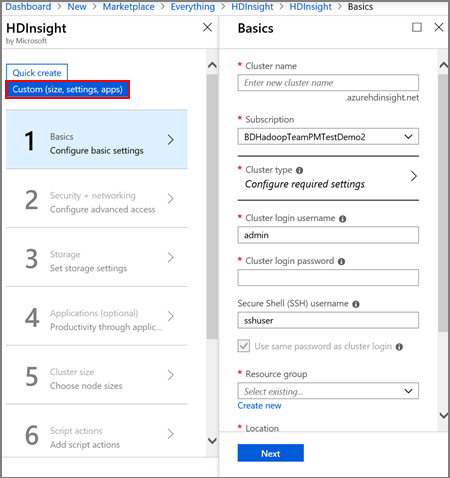 Dashboard > New > Marketplace > Everything > HDInsight > HDInsight > Basics
HDInsight
by Microsoft
Quick create
Custom (size, settings, apps)
1
Basics
Configure basic settings
2
Security + networking
Configure advanced access
3
Storage
Set storage settings
4
Applications (optional)
Productivity through applic...
5
Cluster size
Choose node sizes
6
Script actions
Add script actions
Basics
* Cluster name
Enter new cluster name
.azurehdinsight.net
* Subscription
BDHadoopTeamPMTestDemo2
* Cluster type
Configure required settings
* Cluster login username
admin
* Cluster login password
Secure Shell (SSH) username
sshuser
Use same password as cluster login
* Resource group
Select existing...
Create new
* Location
Next